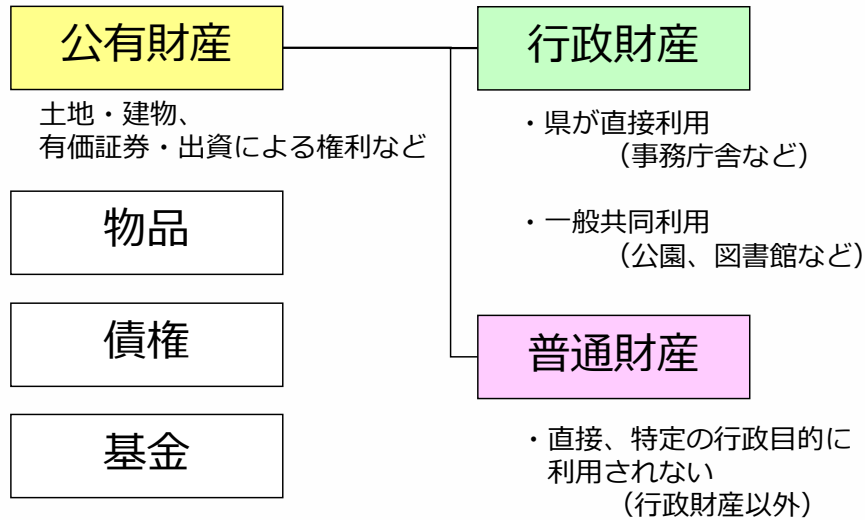 公有財産
土地・建物、
有価証券・出資による権利など
物品
債権
基金
行政財産
・県が直接利用
（事務庁舎など）
・一般共同利用
（公園、図書館など）
普通財産
・直接、特定の行政目的に
利用されない
（行政財産以外）